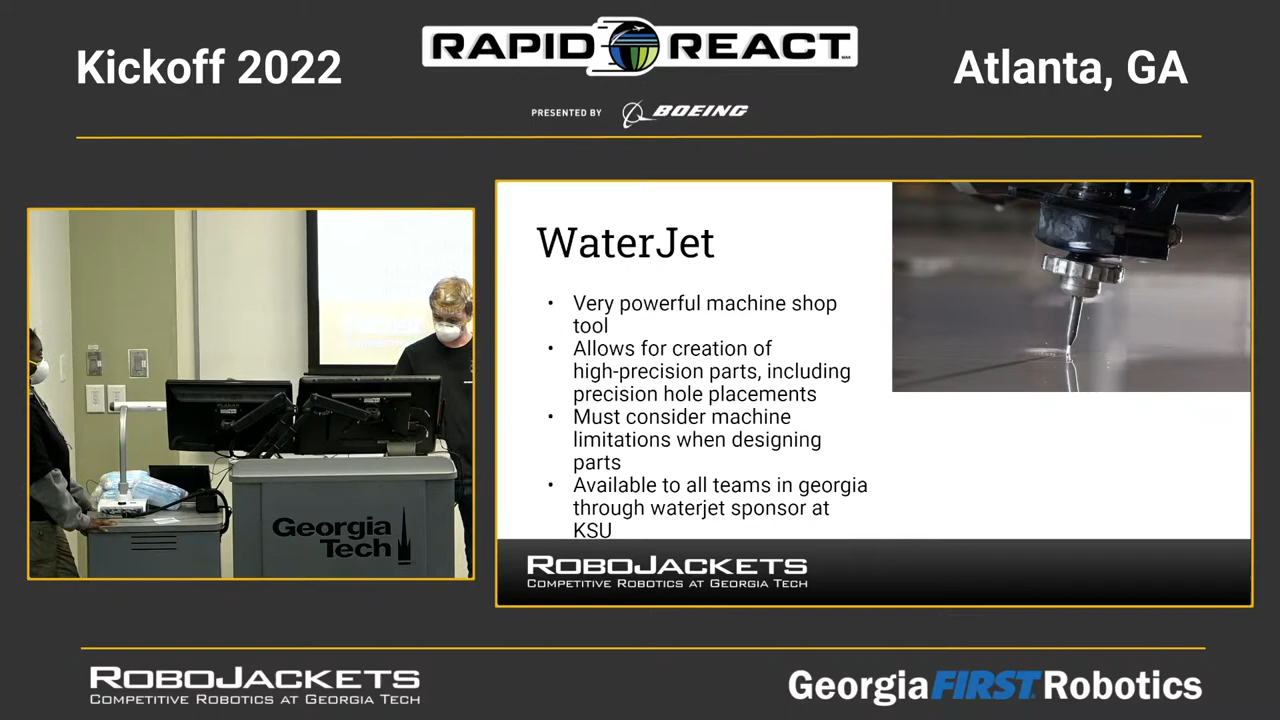 Kickoff 2022
RAPID REACT
Atlanta, GA
PRESENTED BY BOEING
WaterJet
• Very powerful machine shop
tool
• Allows for creation of
high-precision parts, including
precision hole placements
• Must consider machine
limitations when designing
parts
• Available to all teams in georgia
through waterjet sponsor at
KSU
ROBOJACKETS
COMPETITIVE ROBOTICS AT GEORGIA TECH
Georgia
Tech
ROBOJACKETS
COMPETITIVE ROBOTICS AT GEORGIA TECH
Georgia FIRST Robotics